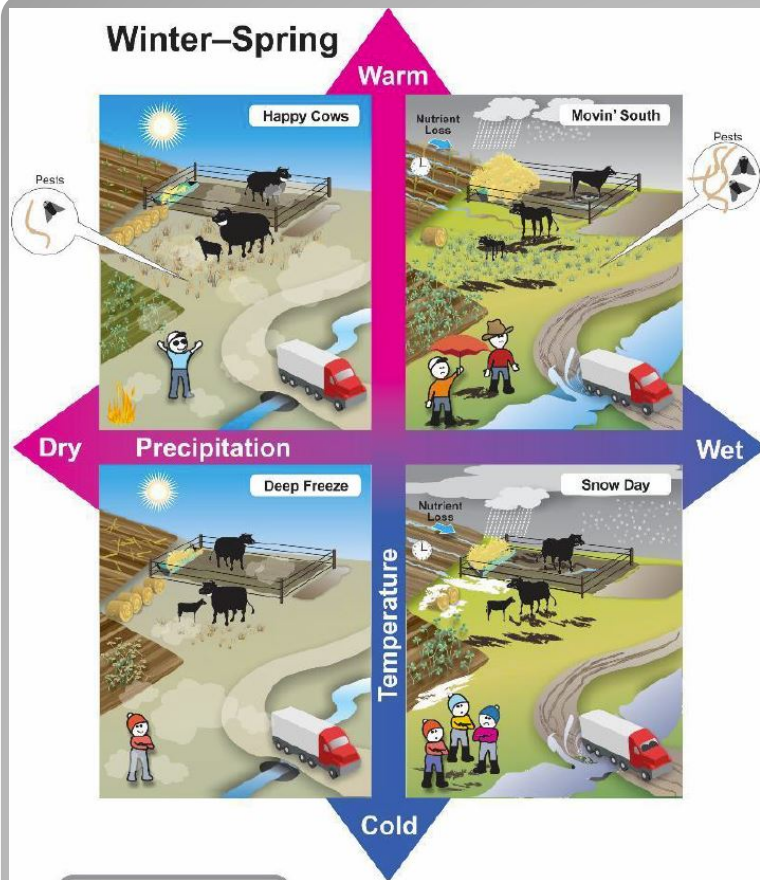 Winter–Spring
Warm
Happy Cows
Pests
Nutrient
Loss
Movin' South
Pests
Dry
Precipitation
Wet
Deep Freeze
Nutrient
Loss
Snow Day
Temperature
Cold